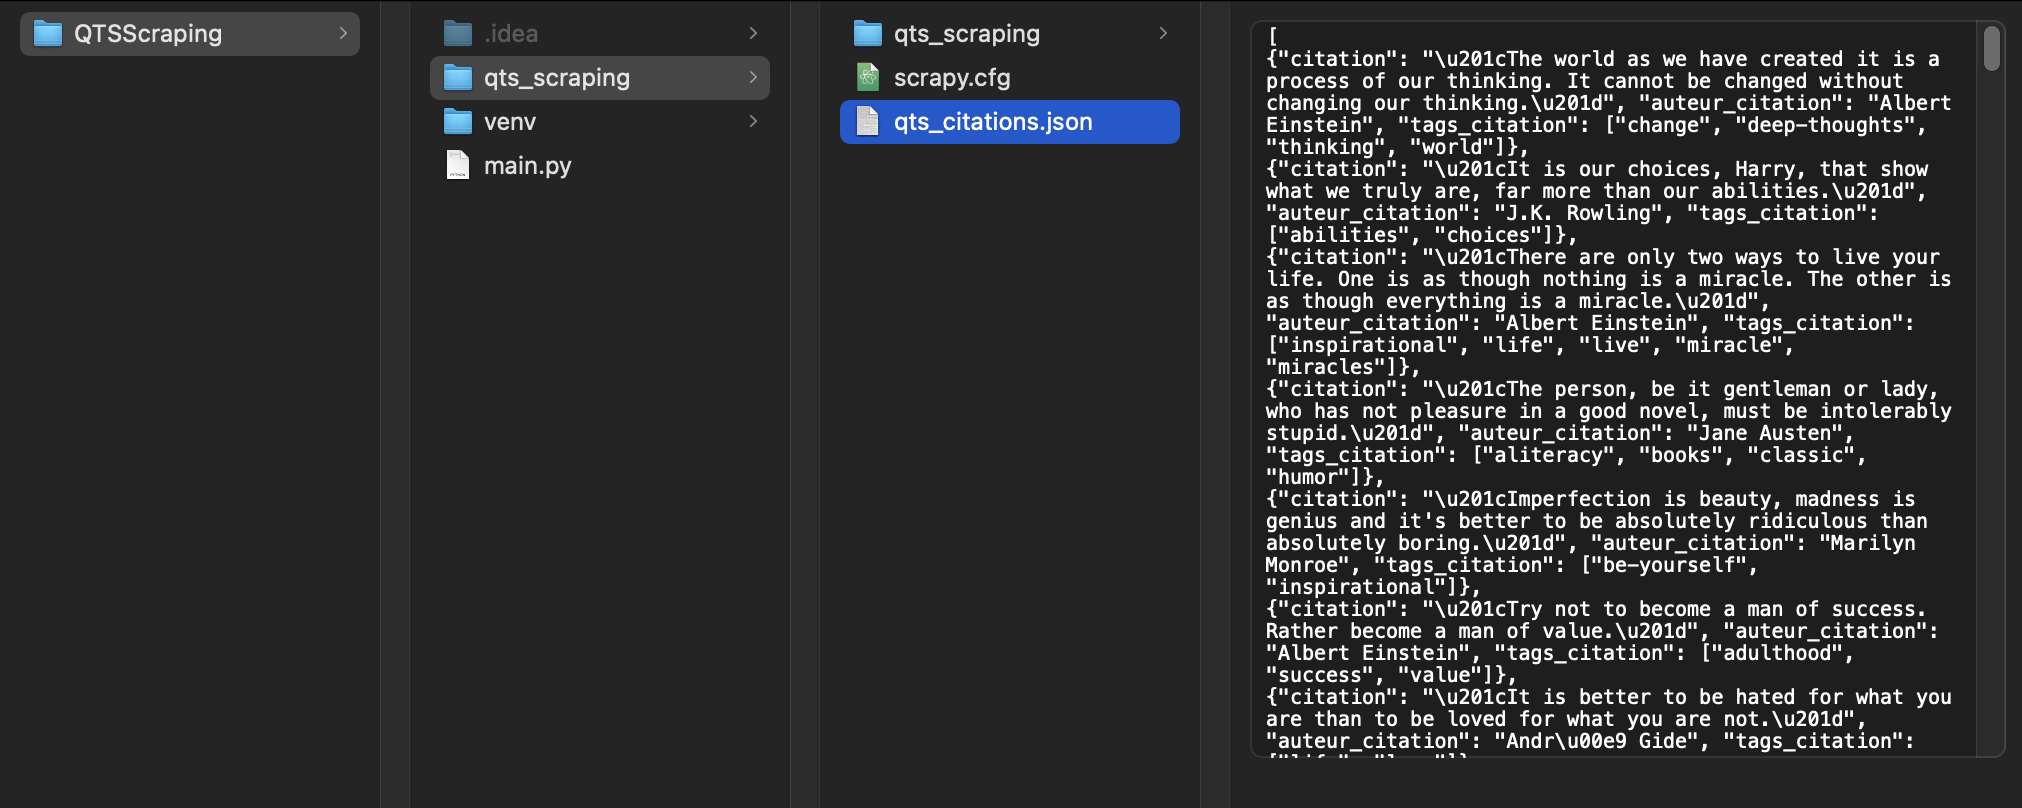 QTSScraping
.idea
qts_scraping
venv
main.py
qts_scraping
scrapy.cfg
qts_citations.json
[
{"citation": "\u201cThe world as we have created it is a
process of our thinking. It cannot be changed without
changing our thinking.\u201d", "auteur_citation": "Albert
Einstein", "tags_citation": ["change", "deep-thoughts",
"thinking", "world"]},
{"citation": "\u201cIt is our choices, Harry, that show
what we truly are, far more than our abilities.\u201d",
"auteur_citation": "J.K. Rowling", "tags_citation":
["abilities", "choices"]},
{"citation": "\u201cThere are only two ways to live your
life. One is as though nothing is a miracle. The other is
as though everything is a miracle.\u201d",
"auteur_citation": "Albert Einstein", "tags_citation":
["inspirational", "life", "live", "miracle",
"miracles"]},
{"citation": "\u201cThe person, be it gentleman or lady,
who has not pleasure in a good novel, must be intolerably
stupid.\u201d", "auteur_citation": "Jane Austen",
"tags_citation": ["aliteracy", "books", "classic",
"humor"]},
{"citation": "\u201cImperfection is beauty, madness is
genius and it's better to be absolutely ridiculous than
absolutely boring.\u201d", "auteur_citation": "Marilyn
Monroe", "tags_citation": ["be-yourself",
"inspirational"]},
{"citation": "\u201cTry not to become a man of success.
Rather become a man of value.\u201d", "auteur_citation":
"Albert Einstein", "tags_citation": ["adulthood",
"success", "value"]},
{"citation": "\u201cIt is better to be hated for what you
are than to be loved for what you are not.\u201d",
"auteur_citation": "Andr\u00e9 Gide", "tags_citation":